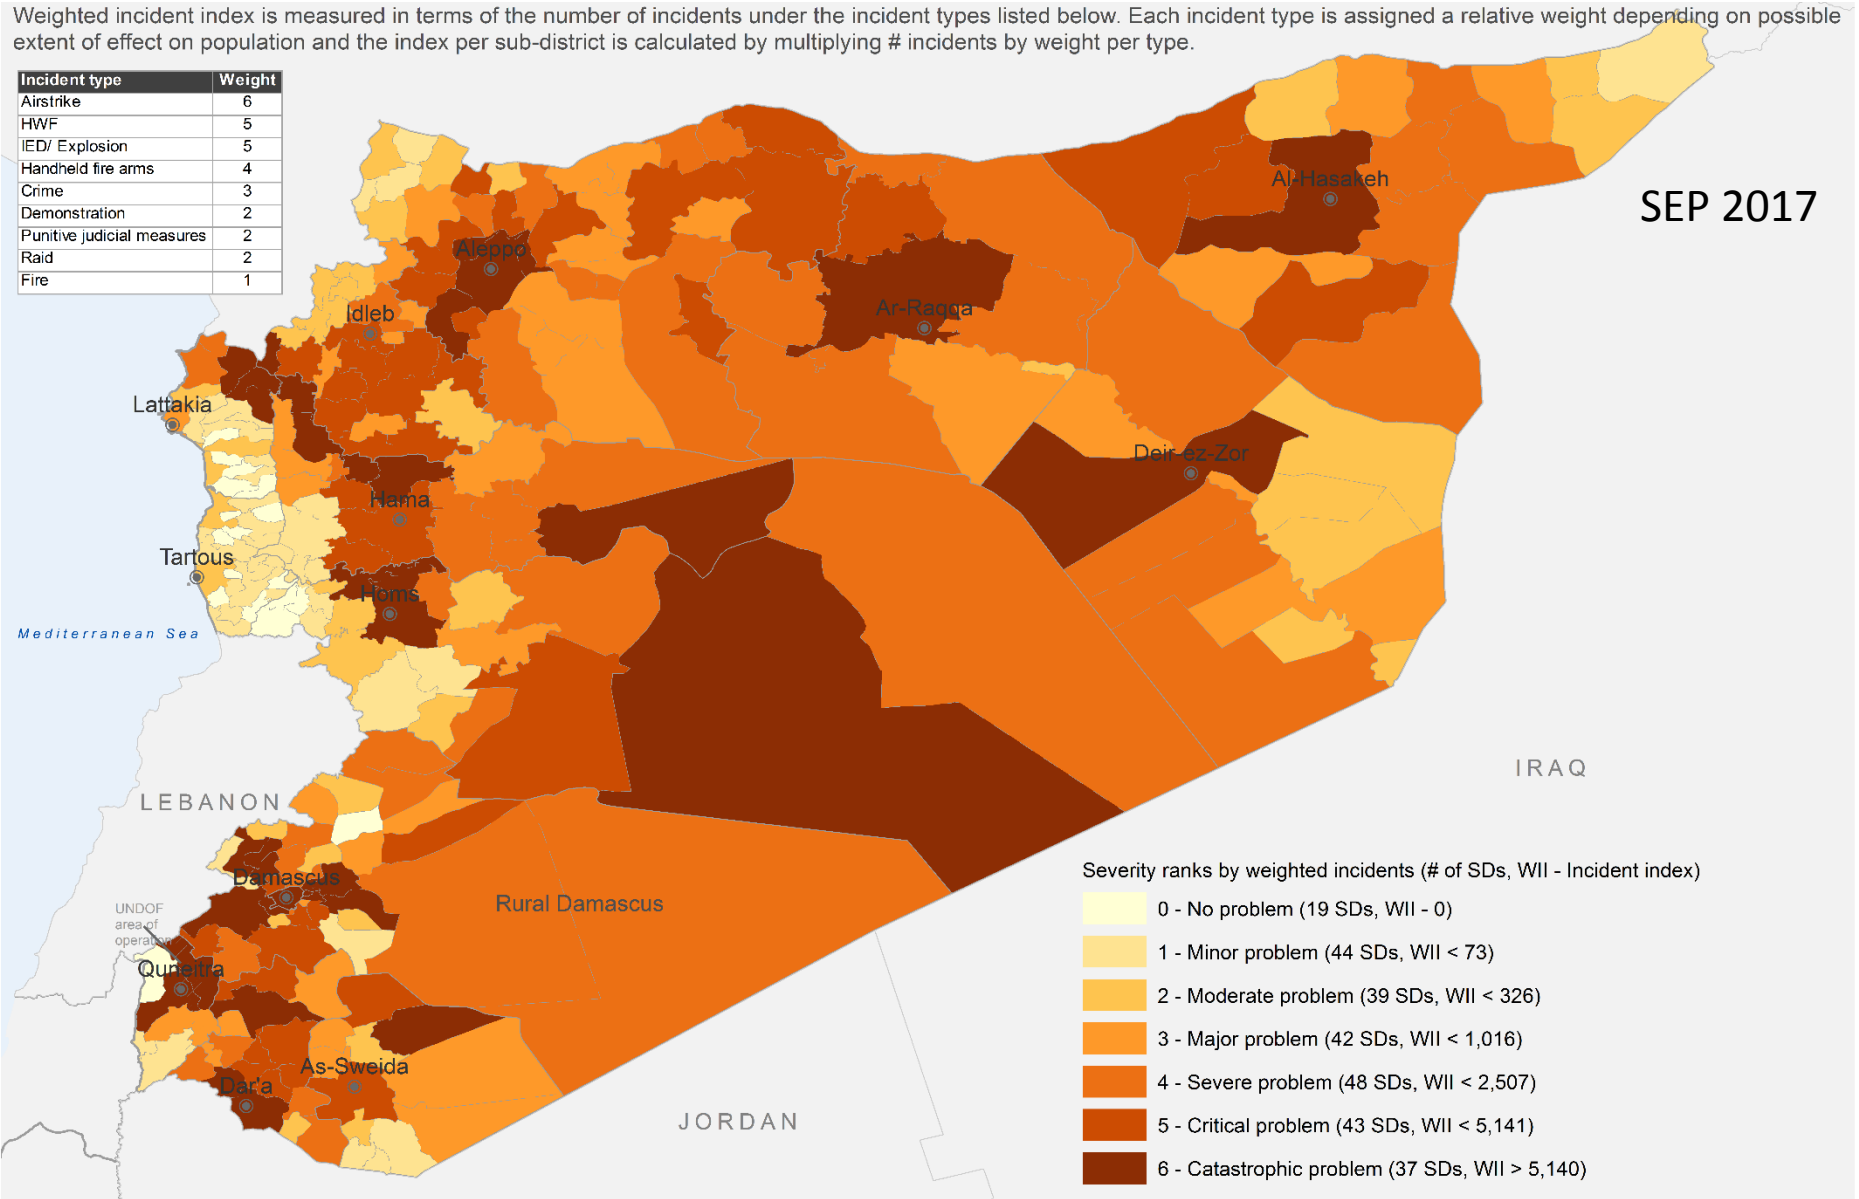 Weighted incident index is measured in terms of the number of incidents under the incident types listed below. Each incident type is assigned a relative weight depending on possible
extent of effect on population and the index per sub-district is calculated by multiplying # incidents by weight per type.
Incident type Weight
Airstrike 6
HWF 5
IED/ Explosion 5
Handheld fire arms 4
Crime 3
Demonstration 2
Punitive judicial measures 2
Raid 2
Fire 1
SEP 2017
Al-Hasakeh
Aleppo
Idleb
Ar-Raqqa
Lattakia
Deir-ez-Zor
Hama
Tartous
Homs
Mediterranean Sea
IRAQ
LEBANON
Damascus
Rural Damascus
UNDOF
area of
operation
Quneitra
As-Sweida
Dar'a
JORDAN
Severity ranks by weighted incidents (# of SDs, WII - Incident index)
0 - No problem (19 SDs, WII - 0)
1 - Minor problem (44 SDs, WII < 73)
2 - Moderate problem (39 SDs, WII < 326)
3 - Major problem (42 SDs, WII < 1,016)
4 - Severe problem (48 SDs, WII < 2,507)
5 - Critical problem (43 SDs, WII < 5,141)
6 - Catastrophic problem (37 SDs, WII > 5,140)